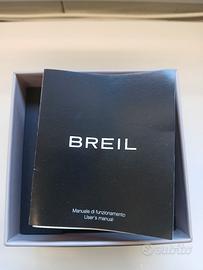 BREIL
Manuale di funzionamento
User's manual
subito